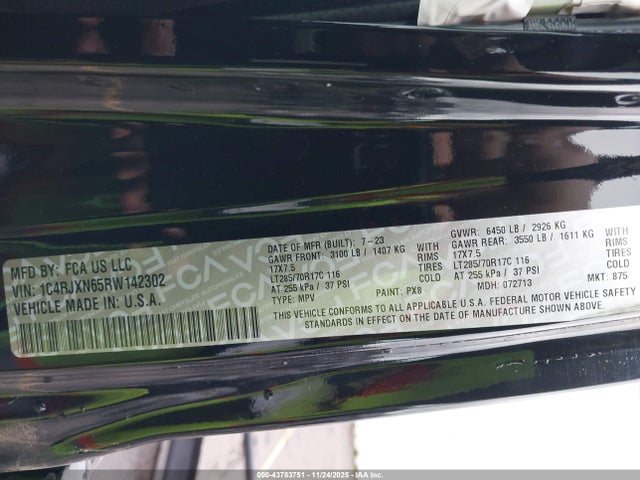 MFD BY: FCA US LLC
VIN: 1C4RJXN65RW142302
VEHICLE MADE IN U.S.A.
DATE OF MFR (BUILT): 7-23
GAWR FRONT: 3100 LB / 1407 KG WITH
17X7.5 RIMS
LT285/70R17C 116 TIRES
AT 255 kPa / 37 PSI COLD
TYPE: MPV PAINT: PX8
GVWR: 6450 LB / 2926 KG
GAWR REAR: 3550 LB / 1611 KG WITH
17X7.5 RIMS
LT285/70R17C 116 TIRES
AT 255 kPa / 37 PSI COLD
MDH: 072713 MKT: 875
THIS VEHICLE CONFORMS TO ALL APPLICABLE U.S.A. FEDERAL MOTOR VEHICLE SAFETY
STANDARDS IN EFFECT ON THE DATE OF MANUFACTURE SHOWN ABOVE.
000-43783751 - 11/24/2025 - IAA Inc.